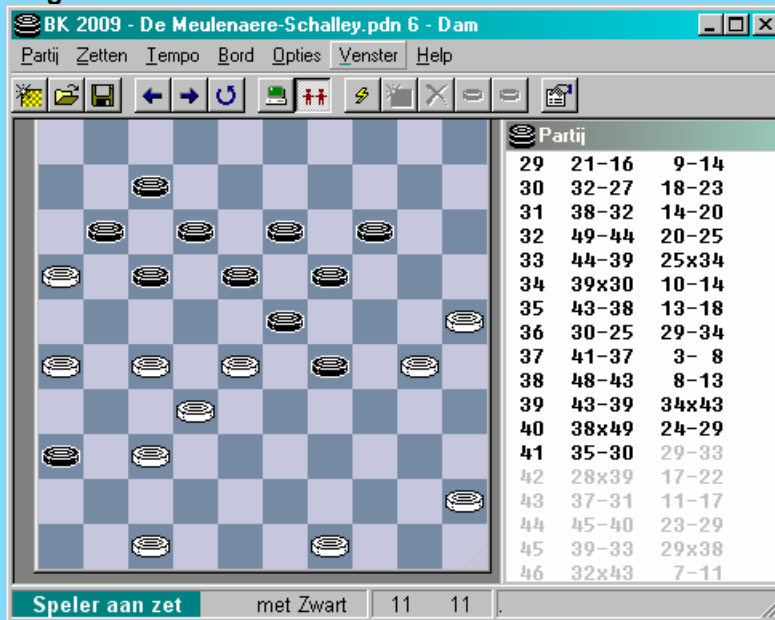 BK 2009 - De Meulenaere-Schalley.pdn 6 - Dam
Partij Zetten Tempo Bord Opties Venster Help
Partij
29 21-16 9-14
30 32-27 18-23
31 38-32 14-20
32 49-44 20-25
33 44-39 25x34
34 39x30 10-14
35 43-38 13-18
36 30-25 29-34
37 41-37 3- 8
38 48-43 8-13
39 43-39 34x43
40 38x49 24-29
41 35-30 29-33
42 28x39 17-22
43 37-31 11-17
44 45-40 23-29
45 39-33 29x38
46 32x43 7-11
Speler aan zet met Zwart 11 11 .